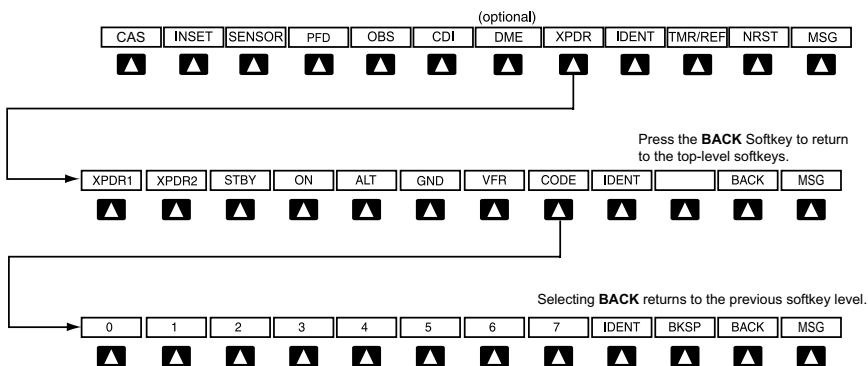 (optional)
CAS INSET SENSOR PFD OBS CDI DME XPDR IDENT TMR/REF NRST MSG
Press the BACK Softkey to return
to the top-level softkeys.
XPDR1 XPDR2 STBY ON ALT GND VFR CODE IDENT BACK MSG
Selecting BACK returns to the previous softkey level.
0 1 2 3 4 5 6 7 IDENT BKSP BACK MSG